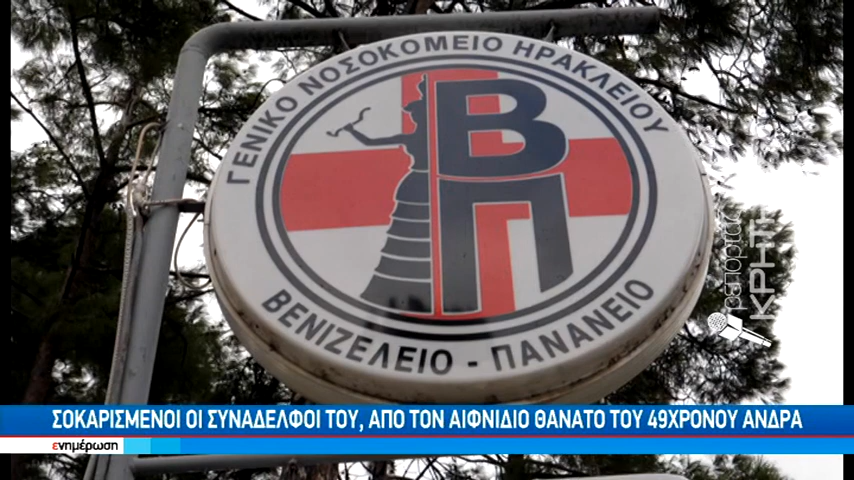 ΓΕΝΙΚΟ ΝΟΣΟΚΟΜΕΙΟ ΗΡΑΚΛΕΙΟΥ
ΒΠ
ΒΕΝΙΖΕΛΕΙΟ - ΠΑΝΑΝΕΙΟ
ρεπορτάζ
ΚΡΗΤΗ
ΣΟΚΑΡΙΣΜΕΝΟΙ ΟΙ ΣΥΝΑΔΕΛΦΟΙ ΤΟΥ, ΑΠΟ ΤΟΝ ΑΙΦΝΙΔΙΟ ΘΑΝΑΤΟ ΤΟΥ 49ΧΡΟΝΟΥ ΑΝΔΡΑ
ενημέρωση